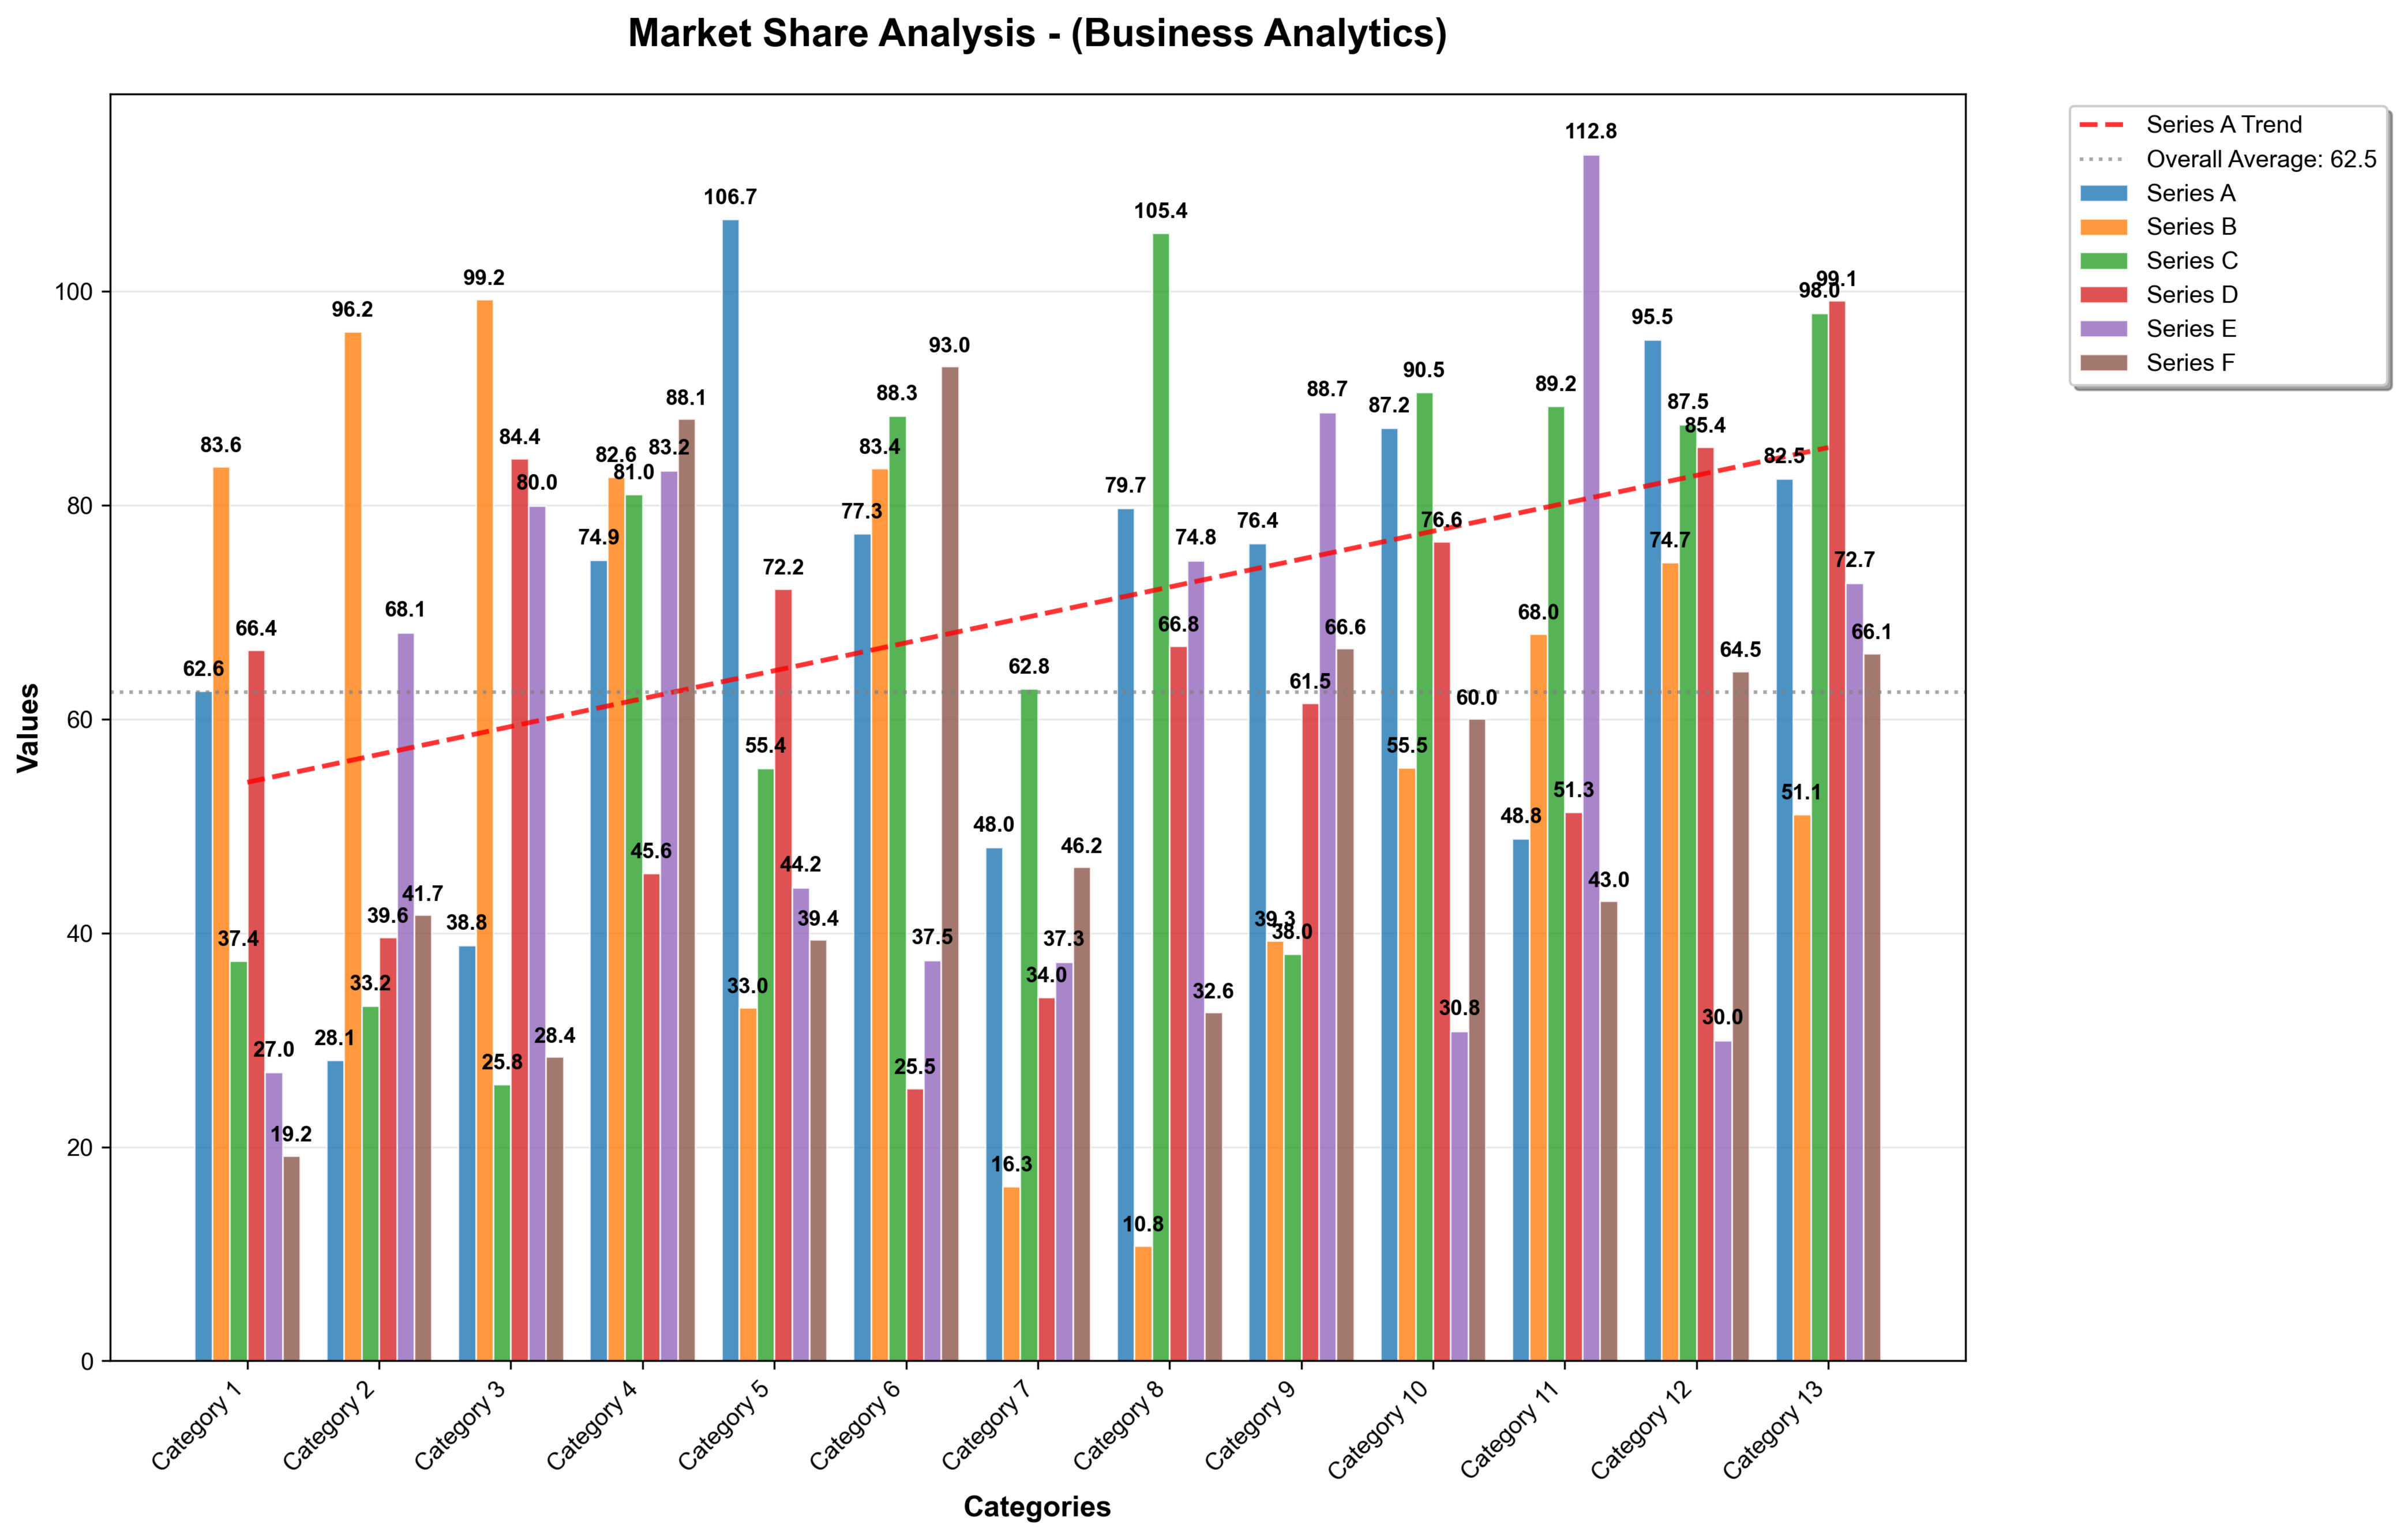 Market Share Analysis - (Business Analytics)
Series A Trend
Overall Average: 62.5
Series A
Series B
Series C
Series D
Series E
Series F
Values
100
80
60
40
20
0
62.6 83.6 37.4 66.4 27.0 19.2
28.1 96.2 33.2 39.6 68.1 41.7
38.8 99.2 25.8 84.4 80.0 28.4
74.9 82.6 81.0 45.6 83.2 88.1
106.7 33.0 55.4 72.2 44.2 39.4
77.3 83.4 88.3 25.5 37.5 93.0
48.0 16.3 62.8 34.0 37.3 46.2
79.7 10.8 105.4 66.8 74.8 32.6
76.4 39.3 38.0 61.5 88.7 66.6
87.2 55.5 90.5 76.6 30.8 60.0
48.8 68.0 89.2 51.3 112.8 43.0
95.5 74.7 87.5 85.4 30.0 64.5
82.5 51.1 98.0 99.1 72.7 66.1
Category 1
Category 2
Category 3
Category 4
Category 5
Category 6
Category 7
Category 8
Category 9
Category 10
Category 11
Category 12
Category 13
Categories